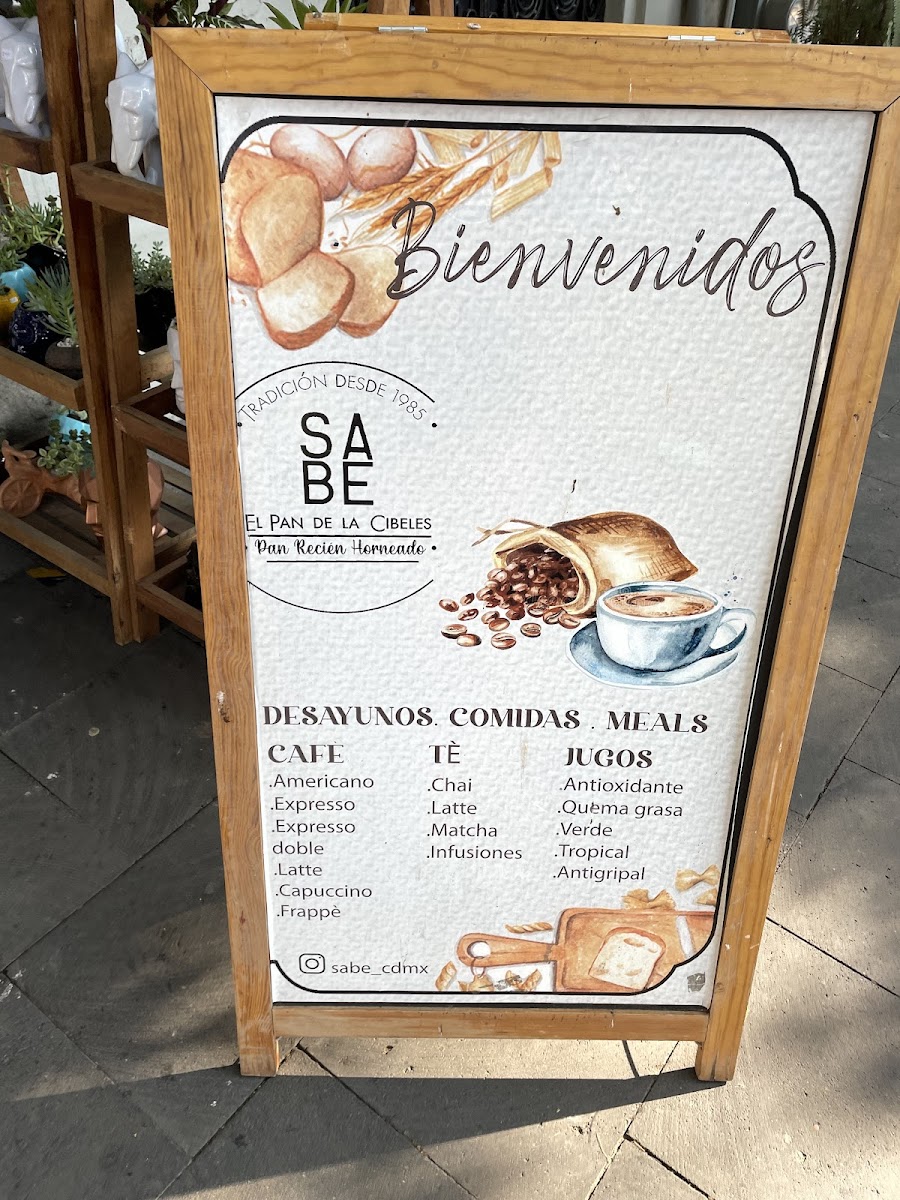 Bienvenidos
TRADICIÓN DESDE 1985
SA
BE
EL PAN DE LA CIBELES
Pan Recién Horneado
DESAYUNOS. COMIDAS . MEALS
CAFÈ
.Americano
.Expresso
.Expresso
doble
.Latte
.Capuccino
.Frappè
TÈ
.Chai
.Latte
.Matcha
.Infusiones
JUGOS
.Antioxidante
.Quema grasa
.Verde
.Tropical
.Antigripal
sabe_cdmx